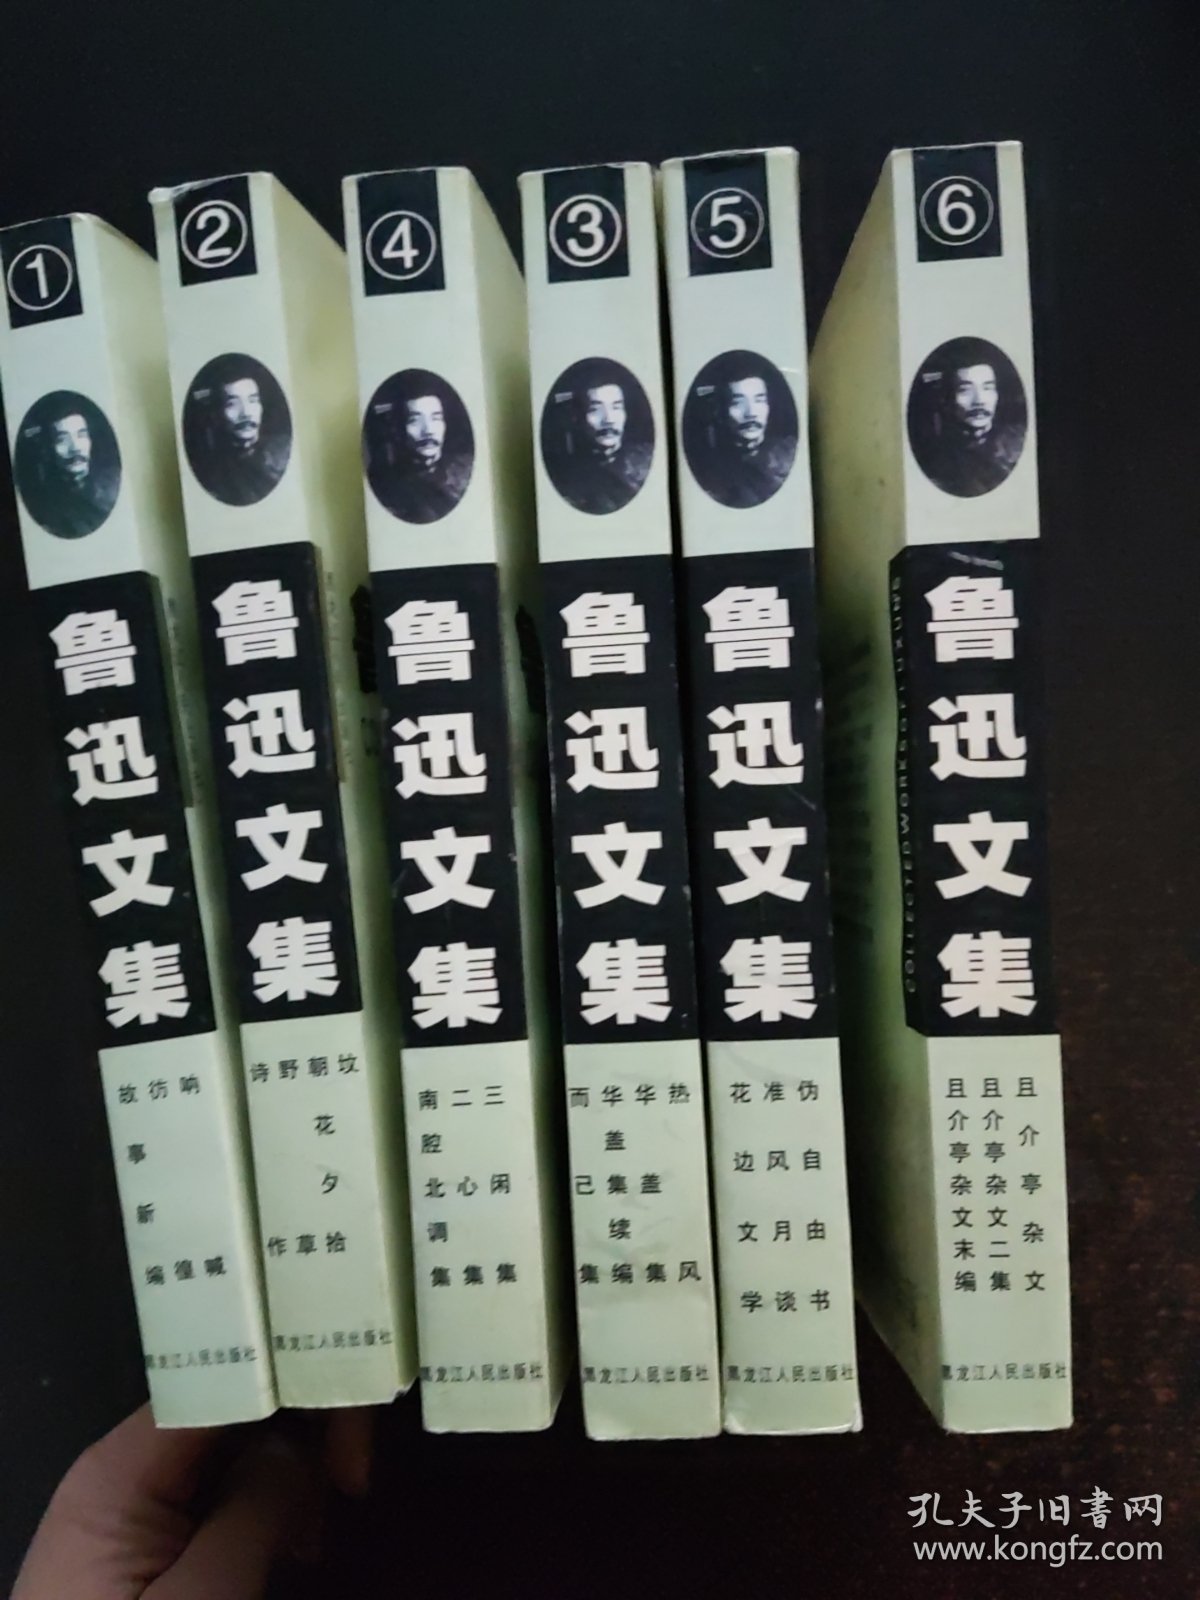 ①
鲁迅文集
呐喊
彷徨
故事新编
黑龙江人民出版社
②
鲁迅文集
坟
朝花夕拾
野草
诗作
黑龙江人民出版社
④
鲁迅文集
三闲集
二心集
南腔北调集
黑龙江人民出版社
③
鲁迅文集
热风
华盖集
华盖集续编
而已集
黑龙江人民出版社
⑤
鲁迅文集
伪自由书
准风月谈
花边文学
黑龙江人民出版社
⑥
鲁迅文集
COLLECTED WORKS OF LUXUNS
且介亭杂文
且介亭杂文二集
且介亭杂文末编
黑龙江人民出版社
孔夫子旧書网
www.kongfz.com